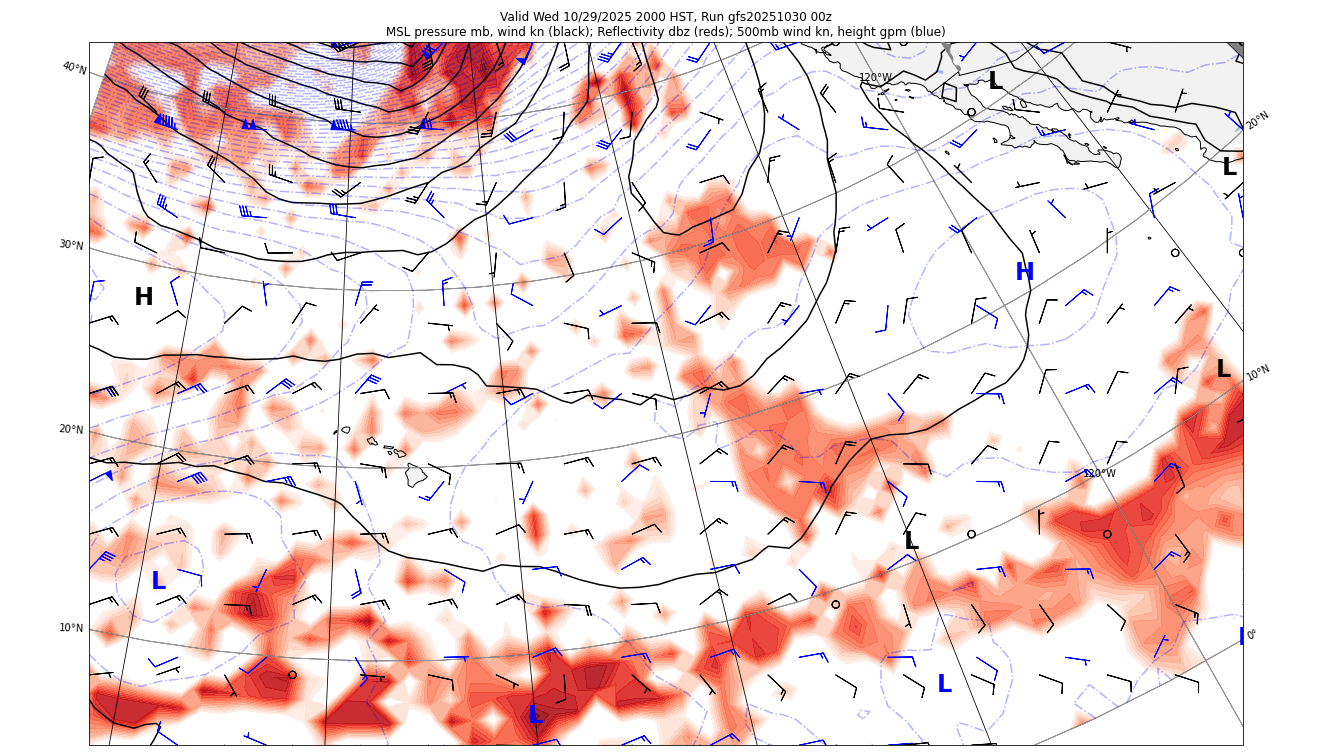 Valid Wed 10/29/2025 2000 HST, Run gfs20251030 00z
MSL pressure mb, wind kn (black); Reflectivity dbz (reds); 500mb wind kn, height gpm (blue)
40°N
120°W
L
20°N
L
30°N
H
H
L
10°N
20°N
120°W
L
L
10°N
0°
L
L